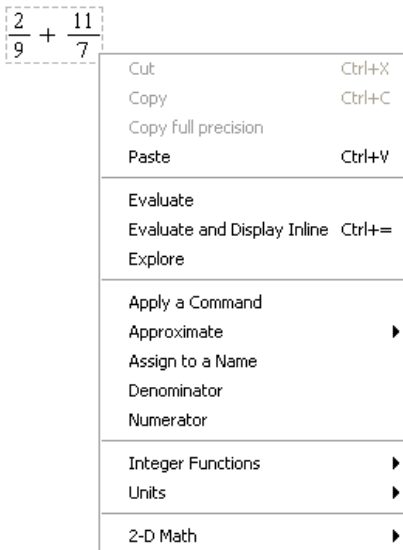 2/9 + 11/7
Cut Ctrl+X
Copy Ctrl+C
Copy full precision
Paste Ctrl+V
Evaluate
Evaluate and Display Inline Ctrl+=
Explore
Apply a Command
Approximate
Assign to a Name
Denominator
Numerator
Integer Functions
Units
2-D Math